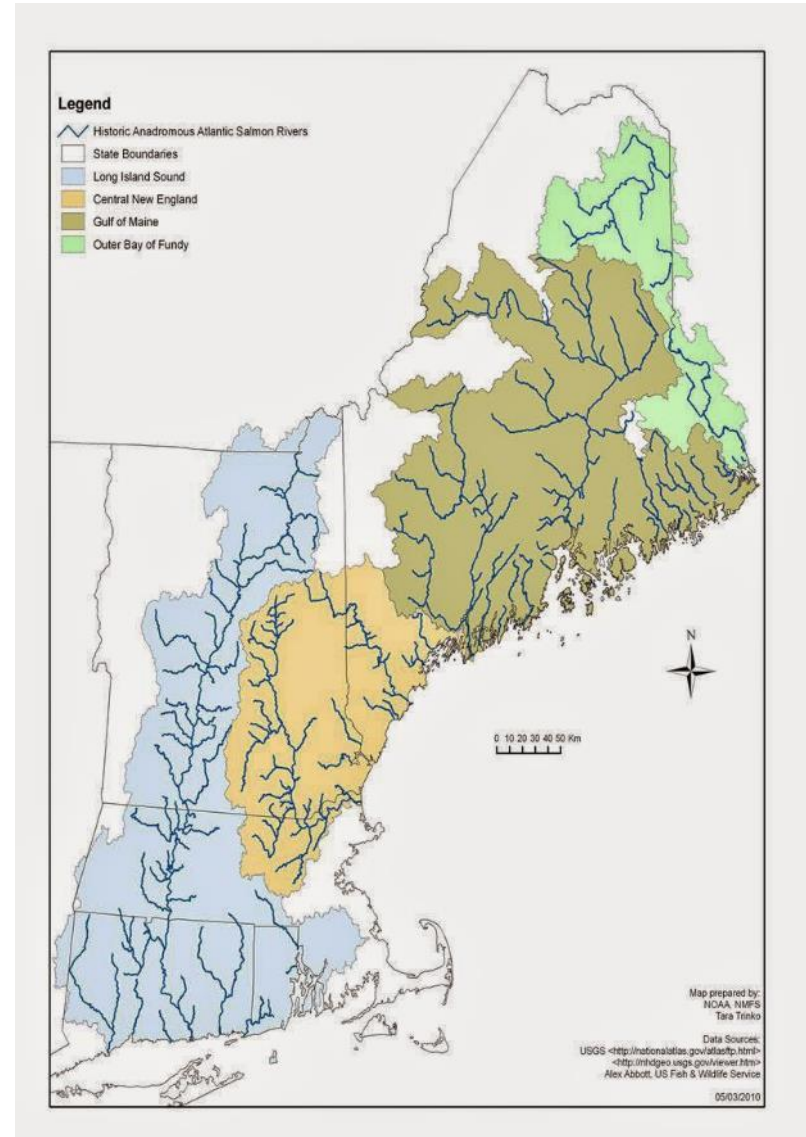 Legend
Historic Anadromous Atlantic Salmon Rivers
State Boundaries
Long Island Sound
Central New England
Gulf of Maine
Outer Bay of Fundy
N
0 10 20 30 40 50 Km
Map prepared by:
NOAA, NMFS
Tara Trinko
Data Sources:
USGS <http://nationalatlas.gov/atlasftp.html>
<http://nhdgeo.usgs.gov/viewer.htm>
Alex Abbott, US Fish & Wildlife Service
05/03/2010